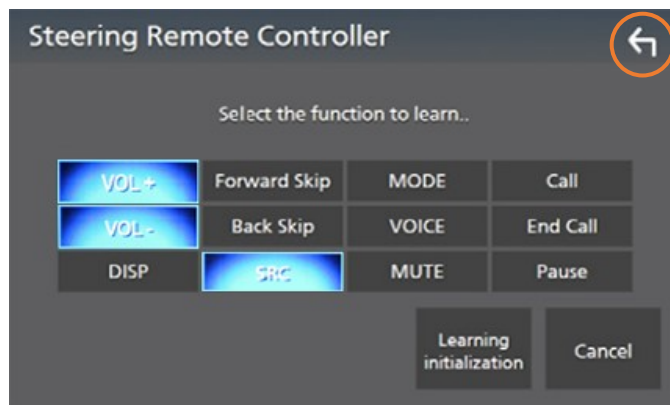 Steering Remote Controller
Select the function to learn..
VOL + Forward Skip MODE Call
VOL - Back Skip VOICE End Call
DISP SRC MUTE Pause
Learning
initialization
Cancel